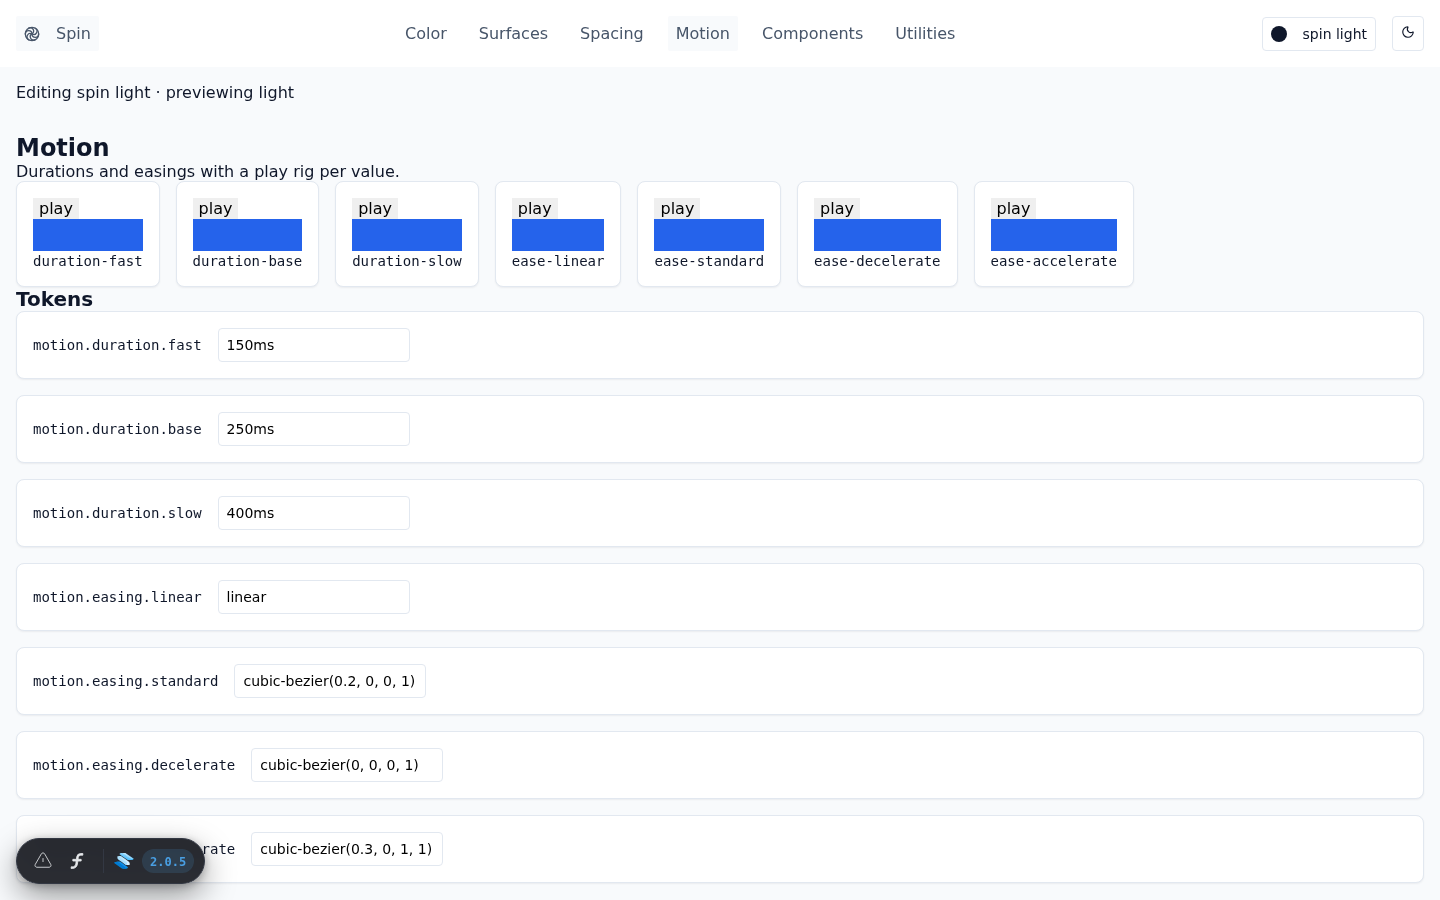 Spin
Color Surfaces Spacing Motion Components Utilities
spin light
Editing spin light · previewing light
Motion
Durations and easings with a play rig per value.
play play play play play play play
duration-fast duration-base duration-slow ease-linear ease-standard ease-decelerate ease-accelerate
Tokens
motion.duration.fast 150ms
motion.duration.base 250ms
motion.duration.slow 400ms
motion.easing.linear linear
motion.easing.standard cubic-bezier(0.2, 0, 0, 1)
motion.easing.decelerate cubic-bezier(0, 0, 0, 1)
rate cubic-bezier(0.3, 0, 1, 1)
2.0.5